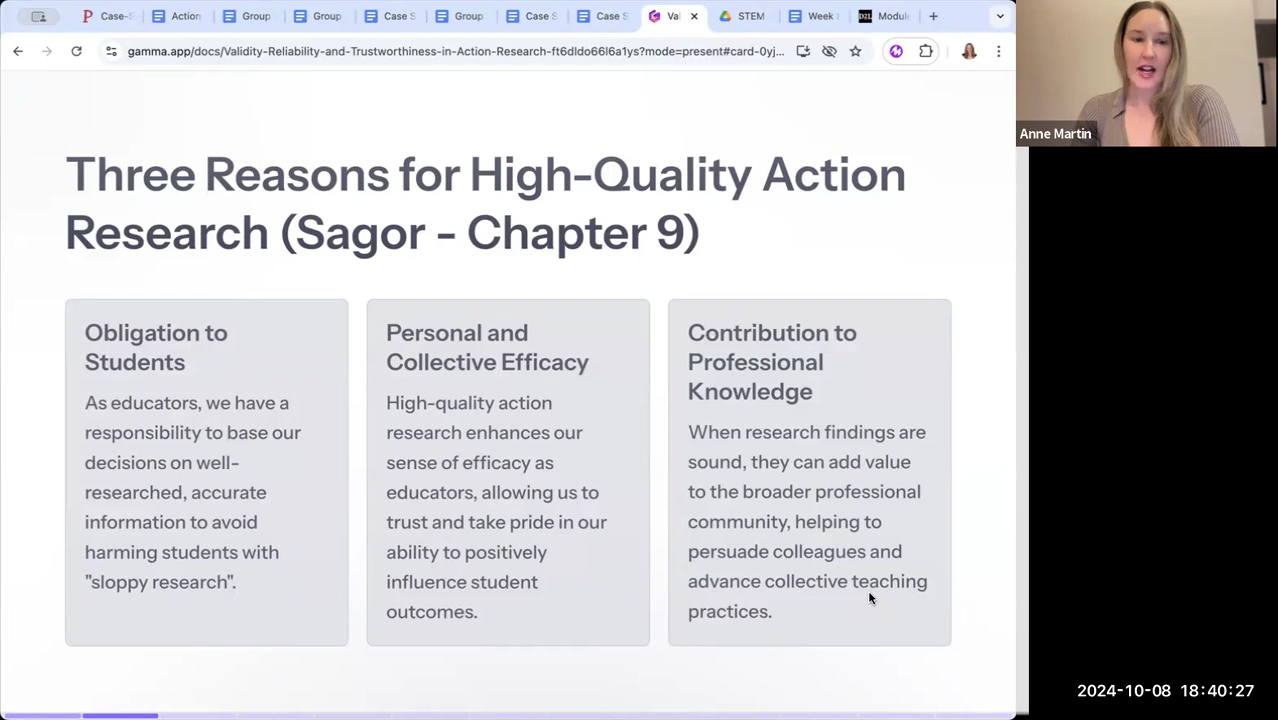 Case-
Action
Group
Group
Case S
Group
Case S
Case S
Val
STEM
Week
Modul
gamma.app/docs/Validity-Reliability-and-Trustworthiness-in-Action-Research-ft6dldo66l6a1ys?mode=present#card-0yj...
Anne Martin
Three Reasons for High-Quality Action
Research (Sagor - Chapter 9)
Obligation to
Students
As educators, we have a
responsibility to base our
decisions on well-
researched, accurate
information to avoid
harming students with
"sloppy research".
Personal and
Collective Efficacy
High-quality action
research enhances our
sense of efficacy as
educators, allowing us to
trust and take pride in our
ability to positively
influence student
outcomes.
Contribution to
Professional
Knowledge
When research findings are
sound, they can add value
to the broader professional
community, helping to
persuade colleagues and
advance collective teaching
practices.
2024-10-08 18:40:27